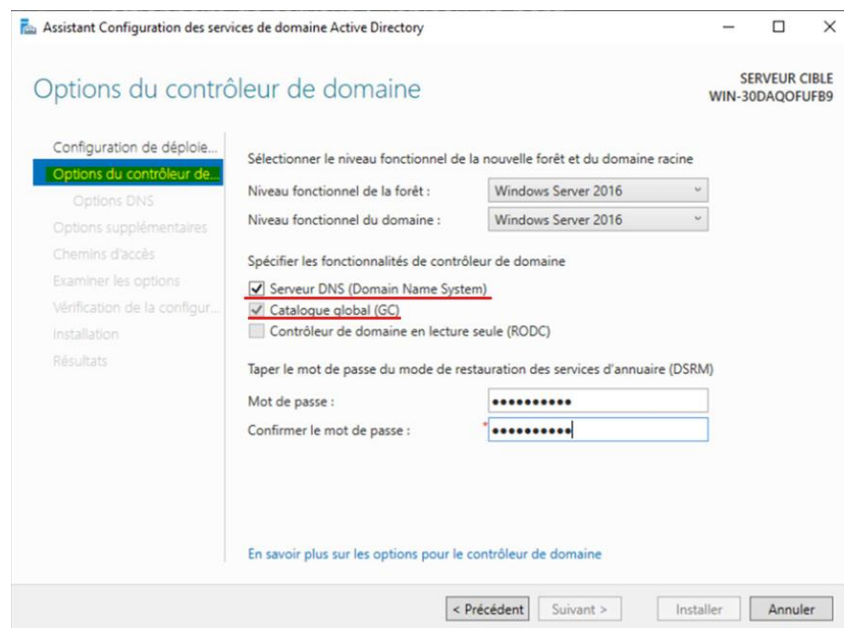 Assistant Configuration des services de domaine Active Directory
Options du contrôleur de domaine
SERVEUR CIBLE
WIN-30DAQOFUFB9
Configuration de déploie...
Options du contrôleur de...
Options DNS
Options supplémentaires
Chemins d'accès
Examiner les options
Vérification de la configur...
Installation
Résultats
Sélectionner le niveau fonctionnel de la nouvelle forêt et du domaine racine
Niveau fonctionnel de la forêt : Windows Server 2016
Niveau fonctionnel du domaine : Windows Server 2016
Spécifier les fonctionnalités de contrôleur de domaine
Serveur DNS (Domain Name System)
Catalogue global (GC)
Contrôleur de domaine en lecture seule (RODC)
Taper le mot de passe du mode de restauration des services d'annuaire (DSRM)
Mot de passe : ••••••••••
Confirmer le mot de passe : * ••••••••••
En savoir plus sur les options pour le contrôleur de domaine
< Précédent Suivant > Installer Annuler